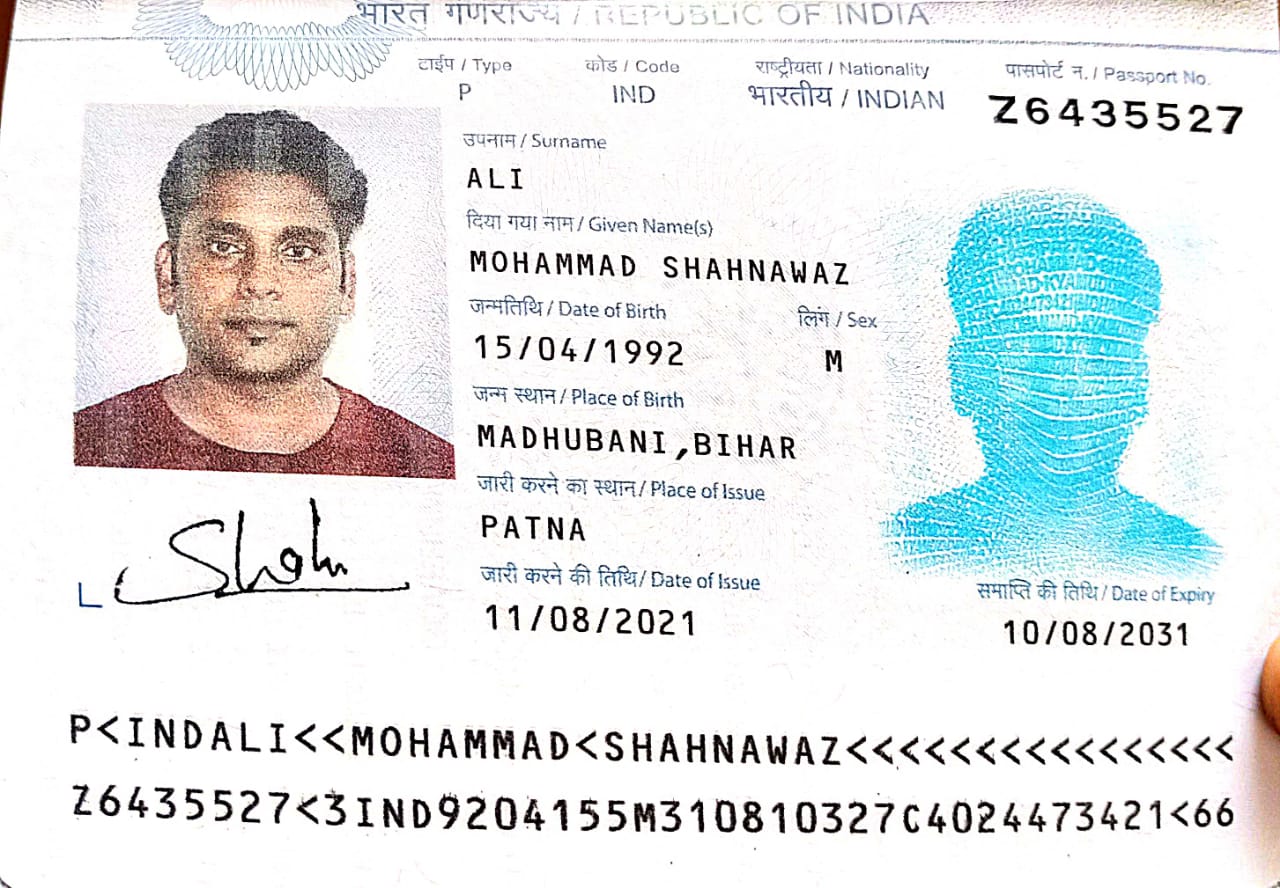 भारत गणराज्य / REPUBLIC OF INDIA
टाईप / Type
P
कोड / Code
IND
राष्ट्रीयता / Nationality
भारतीय / INDIAN
पासपोर्ट न. / Passport No.
Z6435527
उपनाम / Surname
ALI
दिया गया नाम / Given Name(s)
MOHAMMAD SHAHNAWAZ
जन्मतिथि / Date of Birth
15/04/1992
लिंग / Sex
M
जन्म स्थान / Place of Birth
MADHUBANI,BIHAR
जारी करने का स्थान / Place of Issue
PATNA
जारी करने की तिथि / Date of Issue
11/08/2021
समाप्ति की तिथि / Date of Expiry
10/08/2031
P<INDALI<<MOHAMMAD<SHAHNAWAZ<<<<<<<<<<<<<<<<
Z6435527<3IND9204155M310810327C4024473421<66